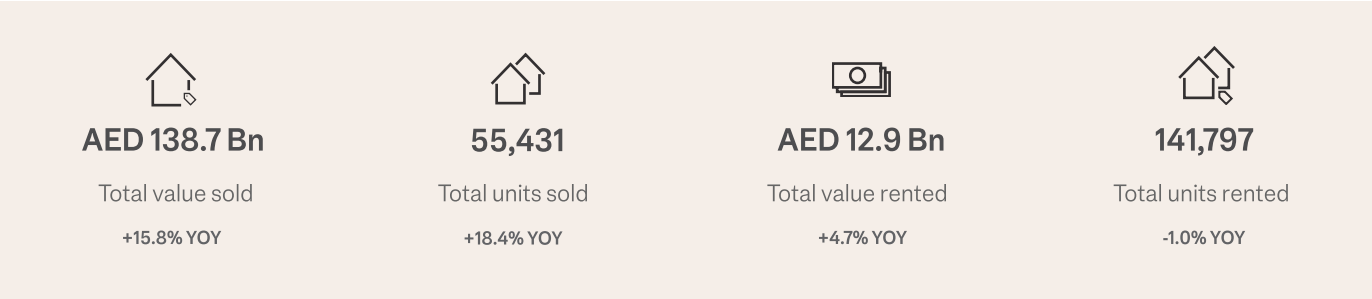 AED 138.7 Bn
Total value sold
+15.8% YOY
55,431
Total units sold
+18.4% YOY
AED 12.9 Bn
Total value rented
+4.7% YOY
141,797
Total units rented
-1.0% YOY